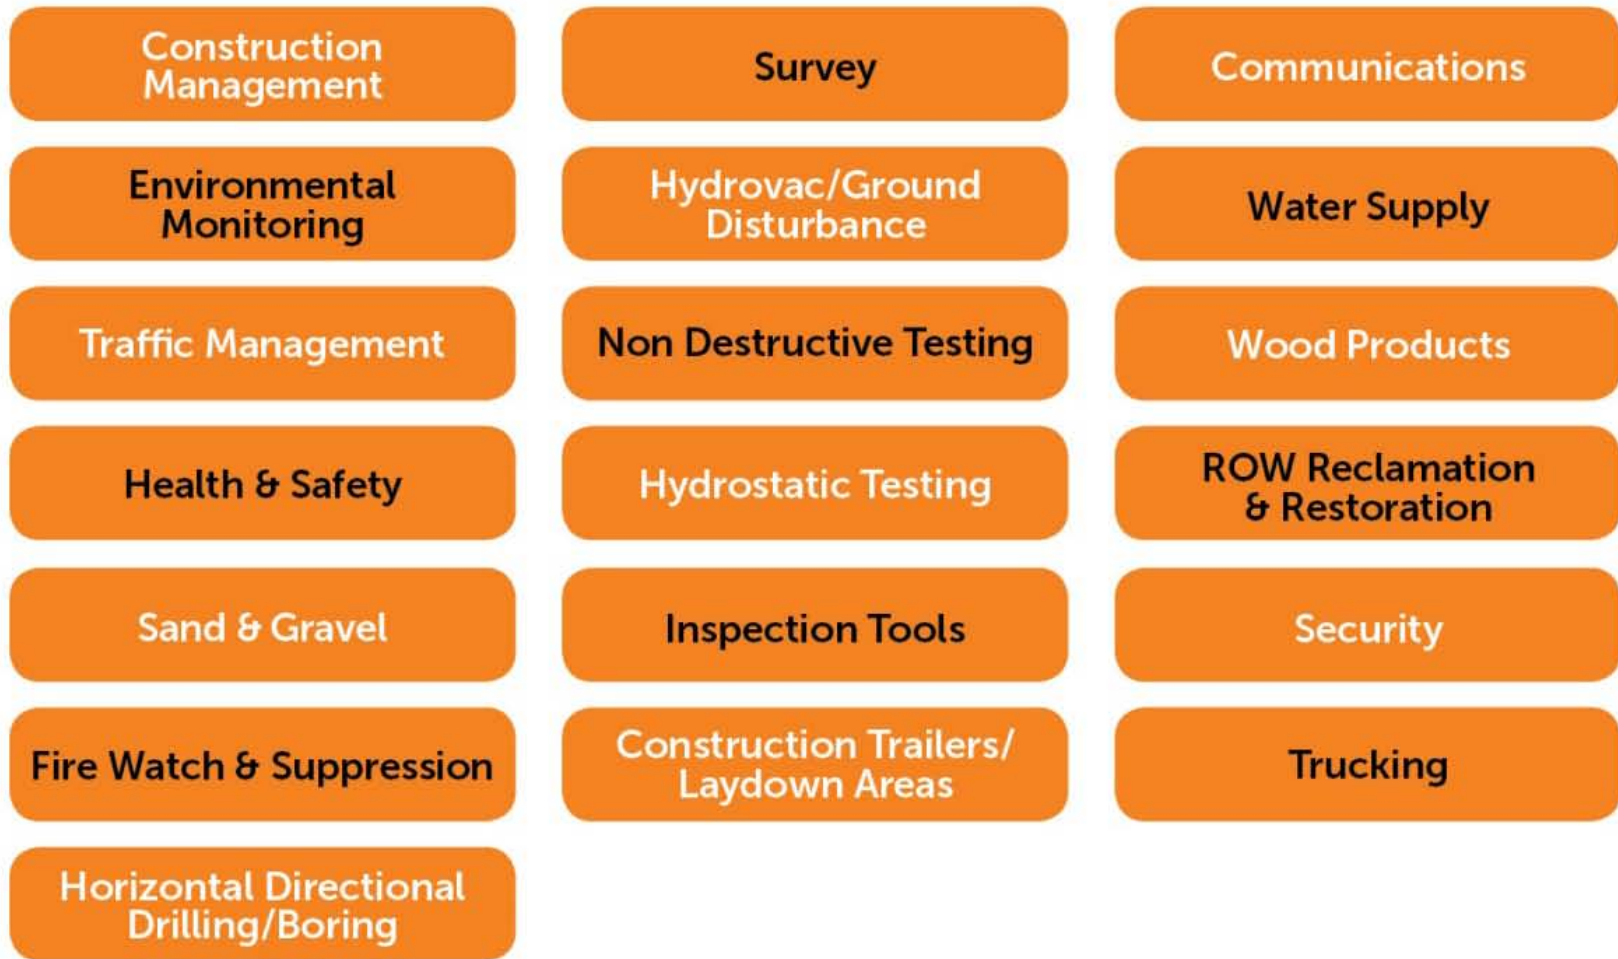 Construction
Management
Survey
Communications
Environmental
Monitoring
Hydrovac/Ground
Disturbance
Water Supply
Traffic Management
Non Destructive Testing
Wood Products
Health & Safety
Hydrostatic Testing
ROW Reclamation
& Restoration
Sand & Gravel
Inspection Tools
Security
Fire Watch & Suppression
Construction Trailers/
Laydown Areas
Trucking
Horizontal Directional
Drilling/Boring